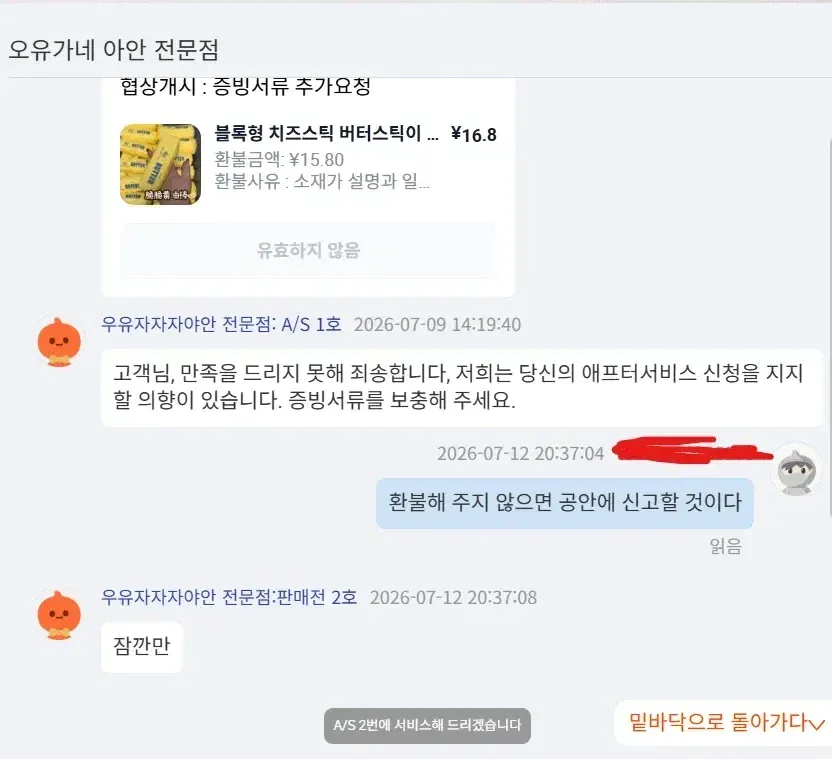 오유가네 아안 전문점
협상개시 : 증빙서류 추가요청
블록형 치즈스틱 버터스틱이 ... ¥16.8
환불금액: ¥15.80
환불사유 : 소재가 설명과 일...
脆脆黄油棒
유효하지 않음
우유자자자야안 전문점: A/S 1호 2026-07-09 14:19:40
고객님, 만족을 드리지 못해 죄송합니다, 저희는 당신의 애프터서비스 신청을 지지
할 의향이 있습니다. 증빙서류를 보충해 주세요.
2026-07-12 20:37:04
환불해 주지 않으면 공안에 신고할 것이다
읽음
우유자자자야안 전문점:판매전 2호 2026-07-12 20:37:08
잠깐만
A/S 2번에 서비스해 드리겠습니다
밑바닥으로 돌아가다